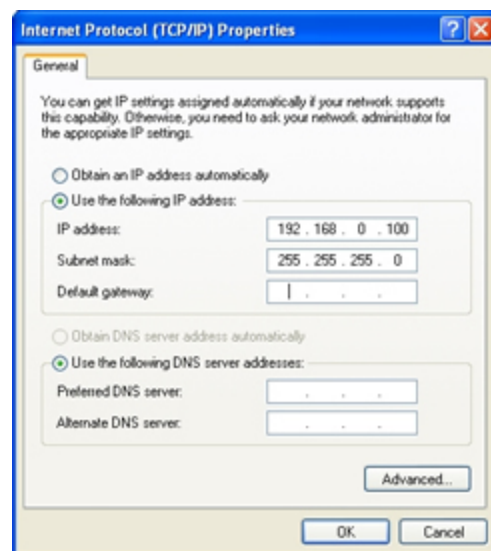 Internet Protocol (TCP/IP) Properties
General
You can get IP settings assigned automatically if your network supports
this capability. Otherwise, you need to ask your network administrator for
the appropriate IP settings.
Obtain an IP address automatically
Use the following IP address:
IP address: 192 . 168 . 0 . 100
Subnet mask: 255 . 255 . 255 . 0
Default gateway: . . .
Obtain DNS server address automatically
Use the following DNS server addresses:
Preferred DNS server: . . .
Alternate DNS server: . . .
Advanced...
OK Cancel